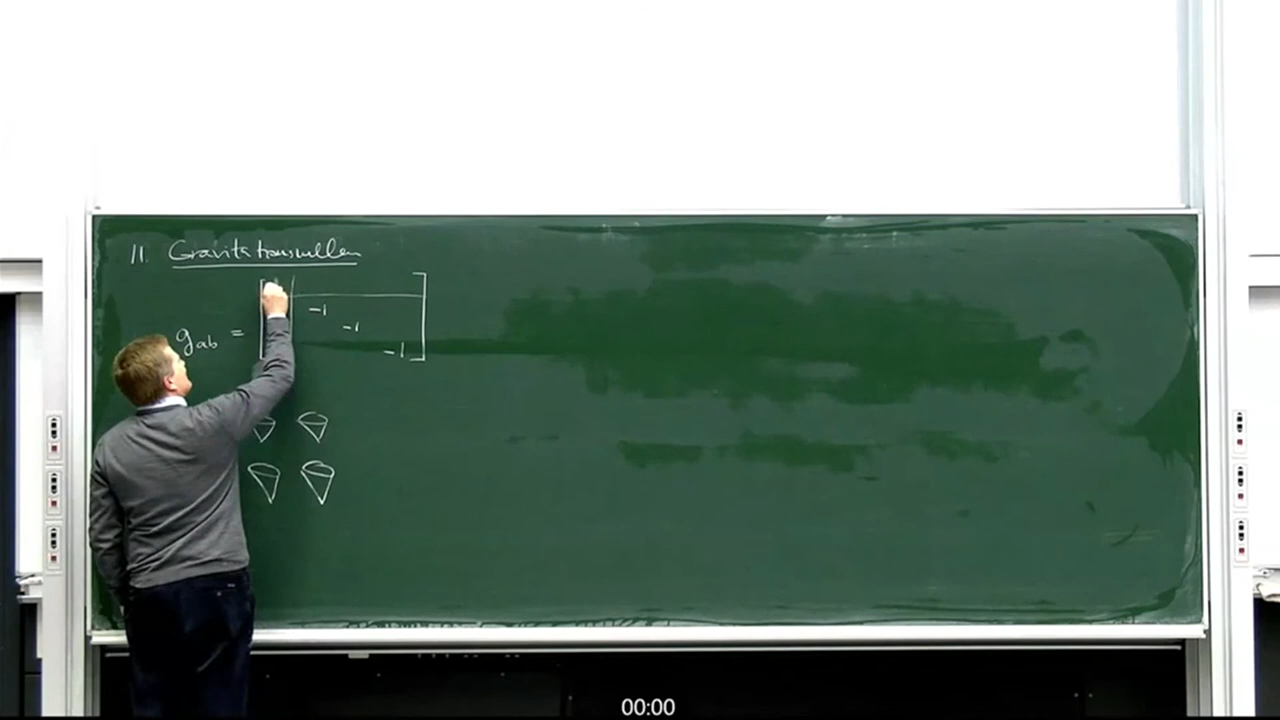 11. Gravitationswellen
g_ab =
-1
-1
-1
00:00